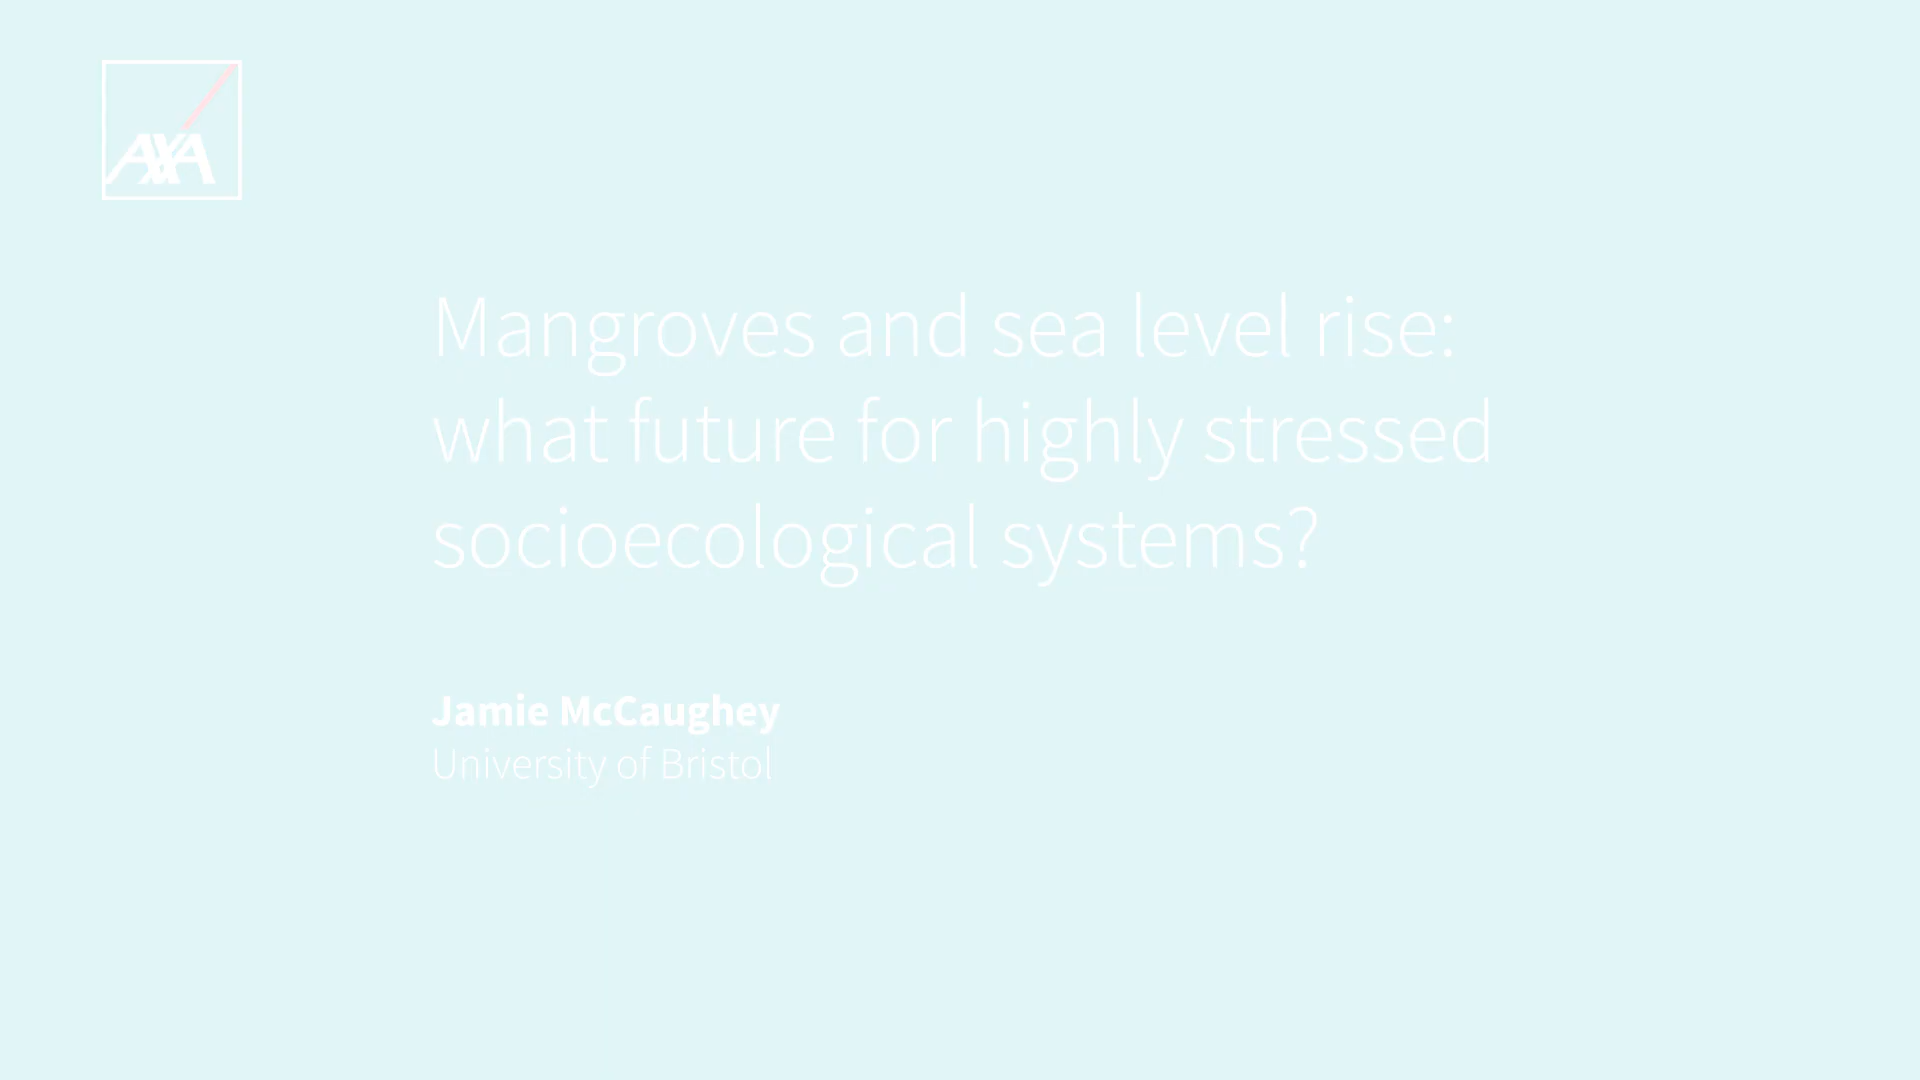 AXA
Mangroves and sea level rise:
what future for highly stressed
socioecological systems?
Jamie McCaughey
University of Bristol